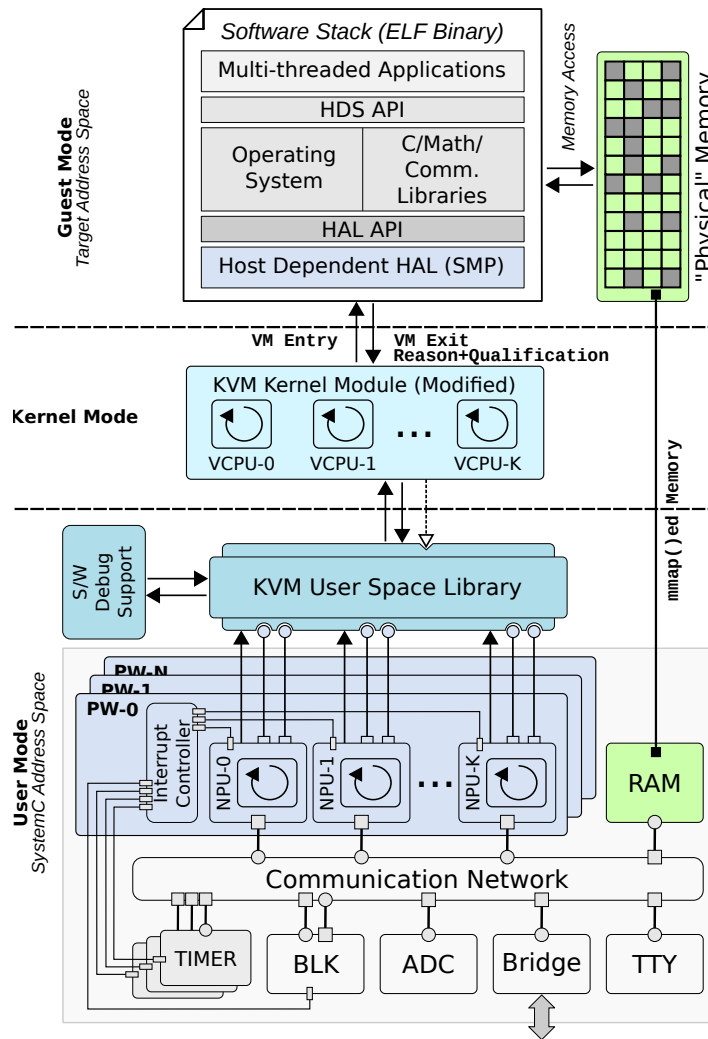 Software Stack (ELF Binary)
Multi-threaded Applications
HDS API
Operating
System
C/Math/
Comm.
Libraries
HAL API
Host Dependent HAL (SMP)
Memory Access
"Physical" Memory
Guest Mode
Target Address Space
VM Entry
VM Exit
Reason+Qualification
KVM Kernel Module (Modified)
VCPU-0
VCPU-1
...
VCPU-K
Kernel Mode
mmap()ed Memory
S/W
Debug
Support
KVM User Space Library
User Mode
SystemC Address Space
PW-N
PW-1
PW-0
Interrupt
Controller
NPU-0
NPU-1
...
NPU-K
RAM
Communication Network
TIMER
BLK
ADC
Bridge
TTY